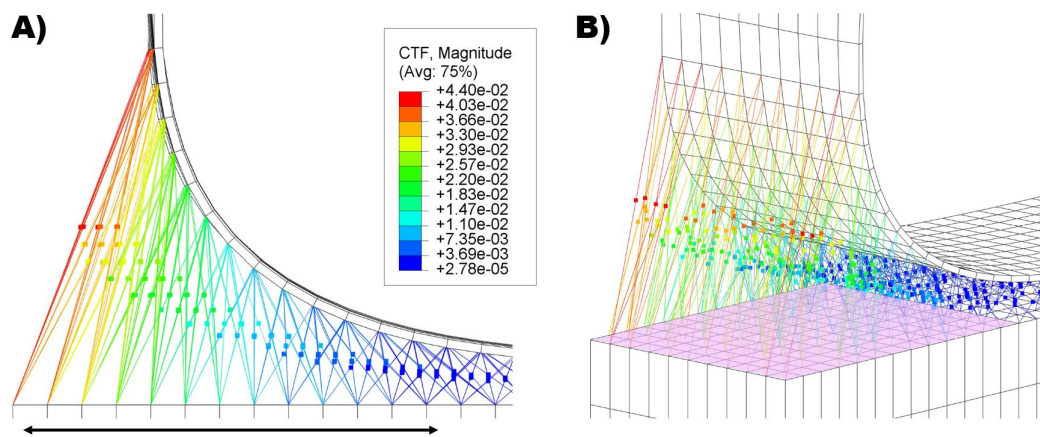 A)
B)
CTF, Magnitude
(Avg: 75%)
+4.40e-02
+4.03e-02
+3.66e-02
+3.30e-02
+2.93e-02
+2.57e-02
+2.20e-02
+1.83e-02
+1.47e-02
+1.10e-02
+7.35e-03
+3.69e-03
+2.78e-05